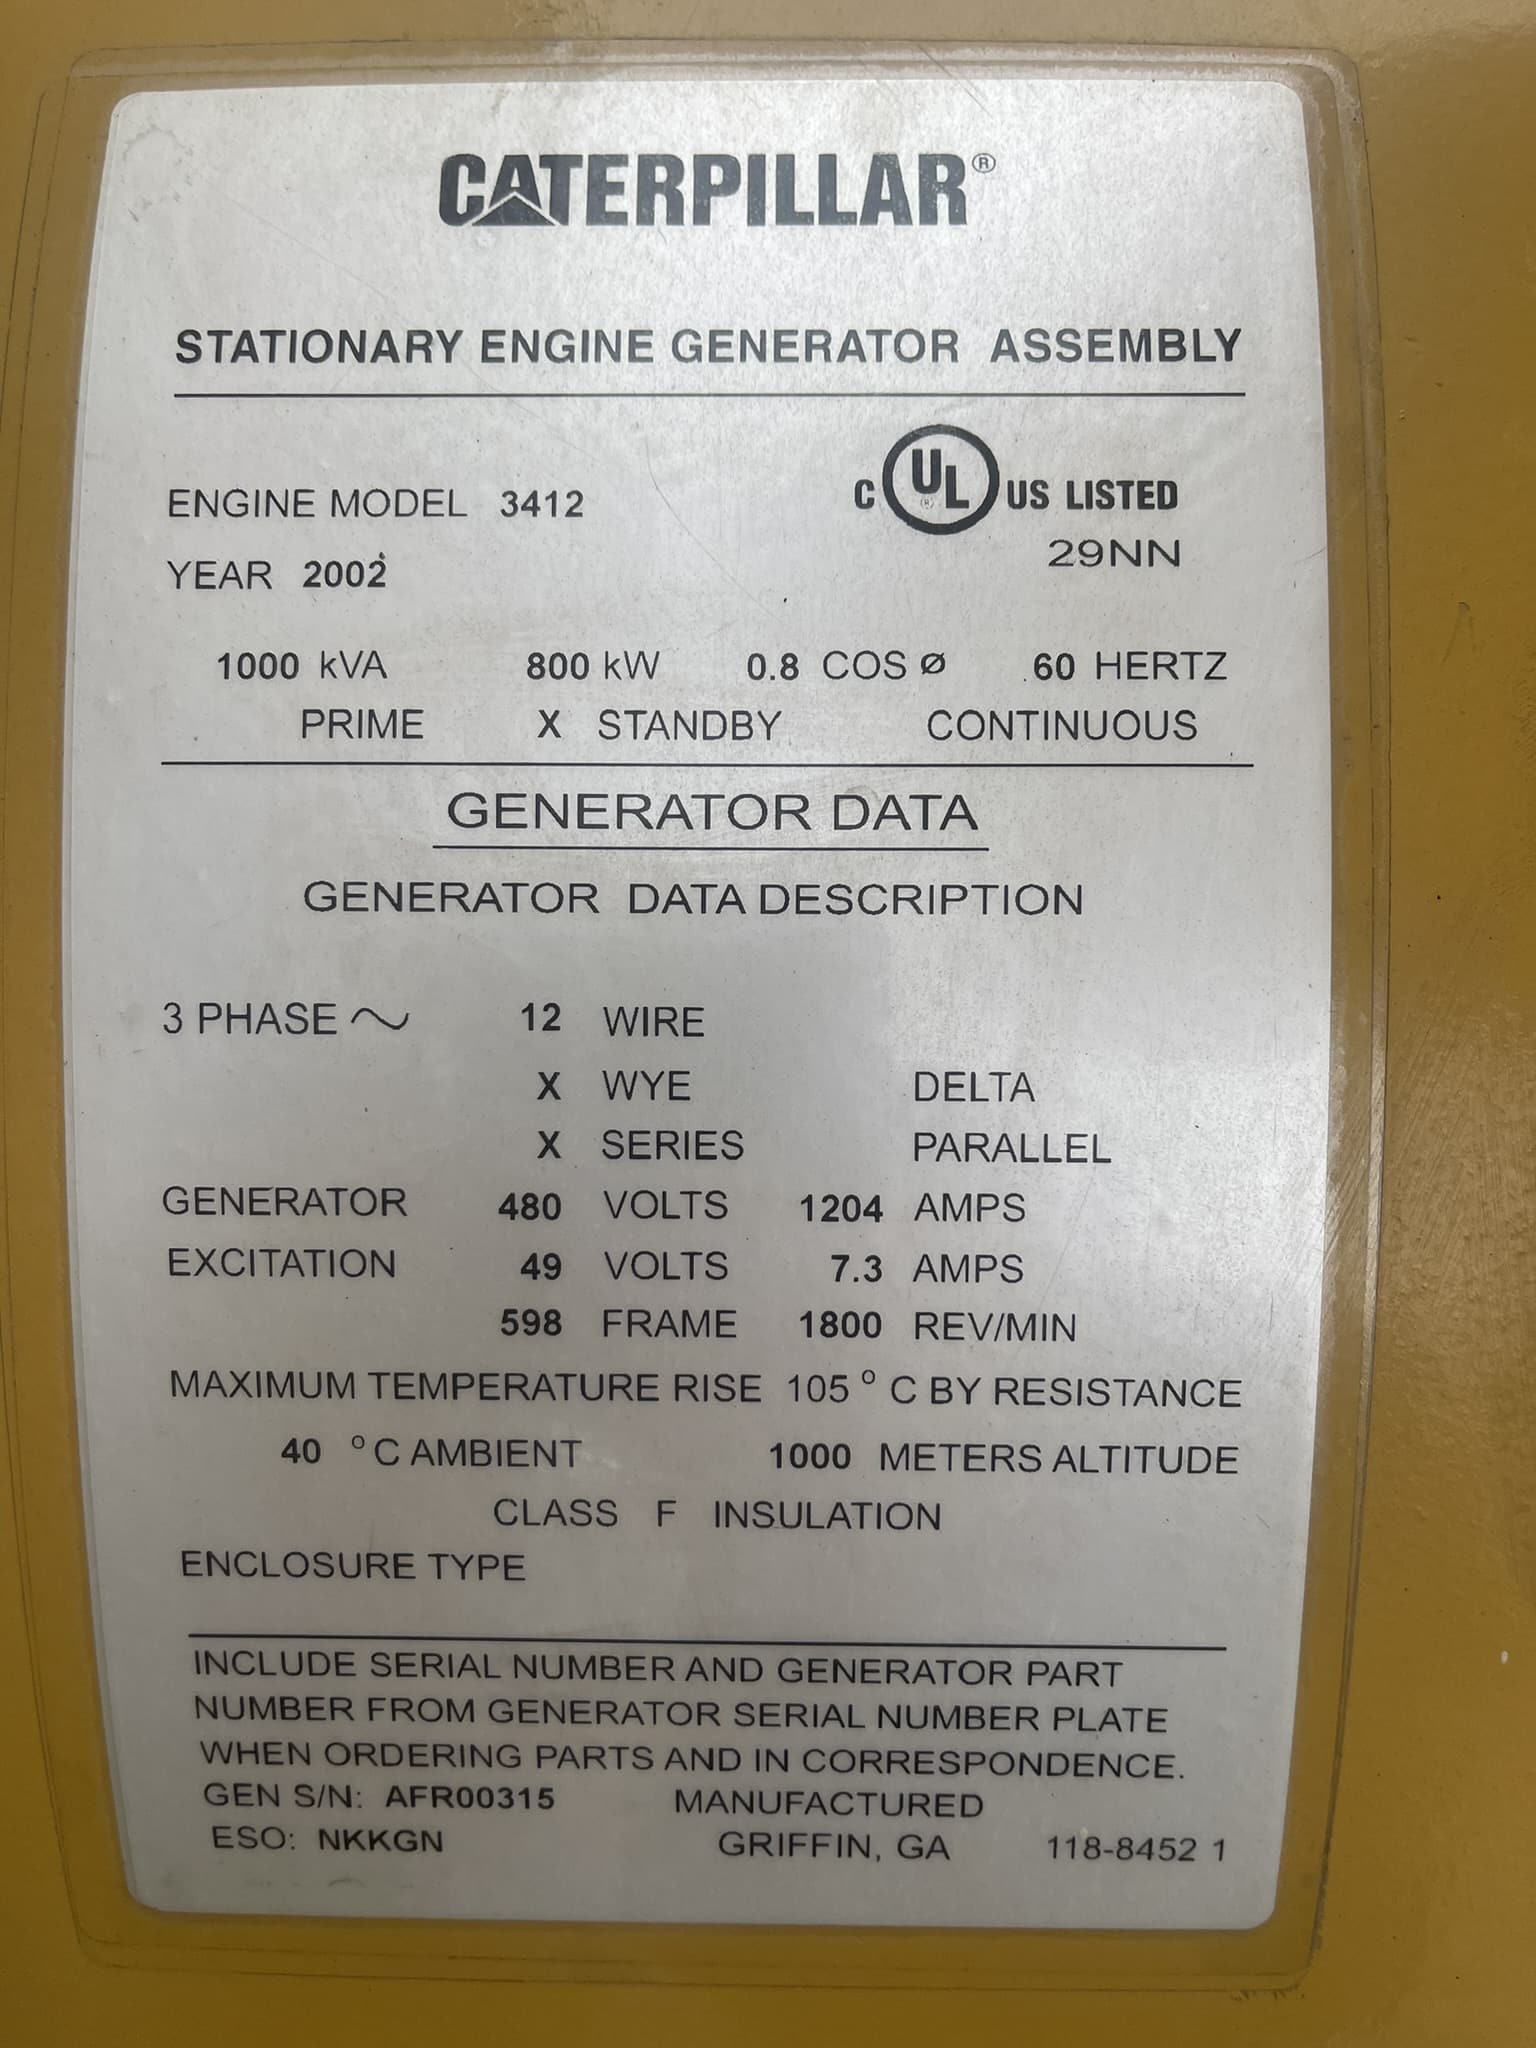 CATERPILLAR®
STATIONARY ENGINE GENERATOR ASSEMBLY
ENGINE MODEL 3412
C UL® US LISTED
29NN
YEAR 2002
1000 kVA 800 kW 0.8 COS ø 60 HERTZ
PRIME X STANDBY CONTINUOUS
GENERATOR DATA
GENERATOR DATA DESCRIPTION
3 PHASE ~ 12 WIRE
X WYE DELTA
X SERIES PARALLEL
GENERATOR 480 VOLTS 1204 AMPS
EXCITATION 49 VOLTS 7.3 AMPS
598 FRAME 1800 REV/MIN
MAXIMUM TEMPERATURE RISE 105 °C BY RESISTANCE
40 °C AMBIENT 1000 METERS ALTITUDE
CLASS F INSULATION
ENCLOSURE TYPE
INCLUDE SERIAL NUMBER AND GENERATOR PART
NUMBER FROM GENERATOR SERIAL NUMBER PLATE
WHEN ORDERING PARTS AND IN CORRESPONDENCE.
GEN S/N: AFR00315 MANUFACTURED
ESO: NKKGN GRIFFIN, GA 118-8452 1